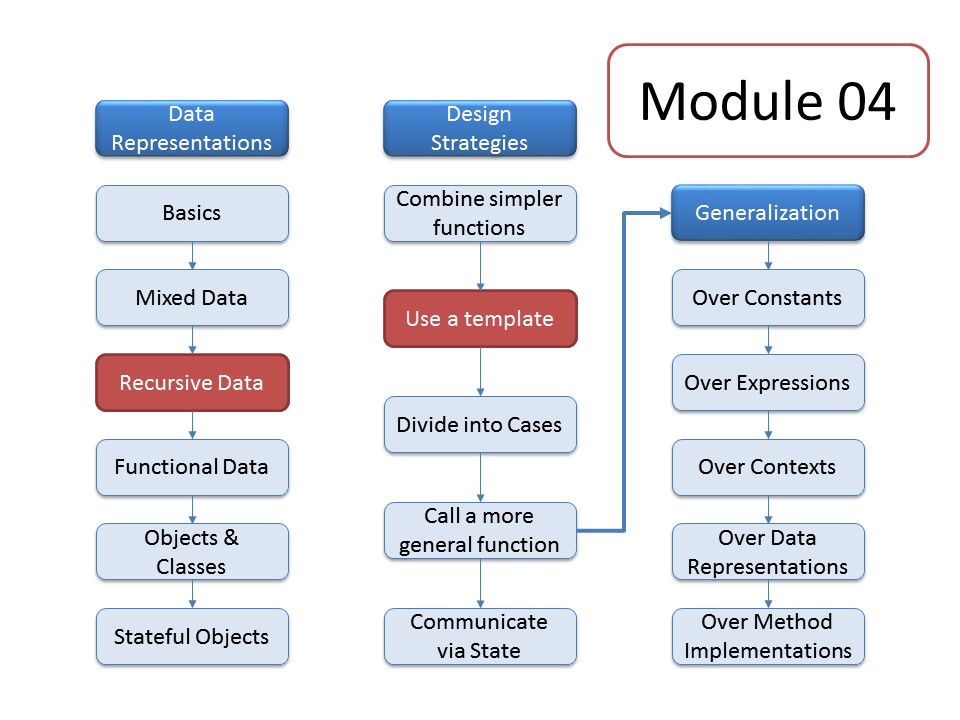 Module 04
Data
Representations
Basics
Mixed Data
Recursive Data
Functional Data
Objects &
Classes
Stateful Objects
Design
Strategies
Combine simpler
functions
Use a template
Divide into Cases
Call a more
general function
Communicate
via State
Generalization
Over Constants
Over Expressions
Over Contexts
Over Data
Representations
Over Method
Implementations